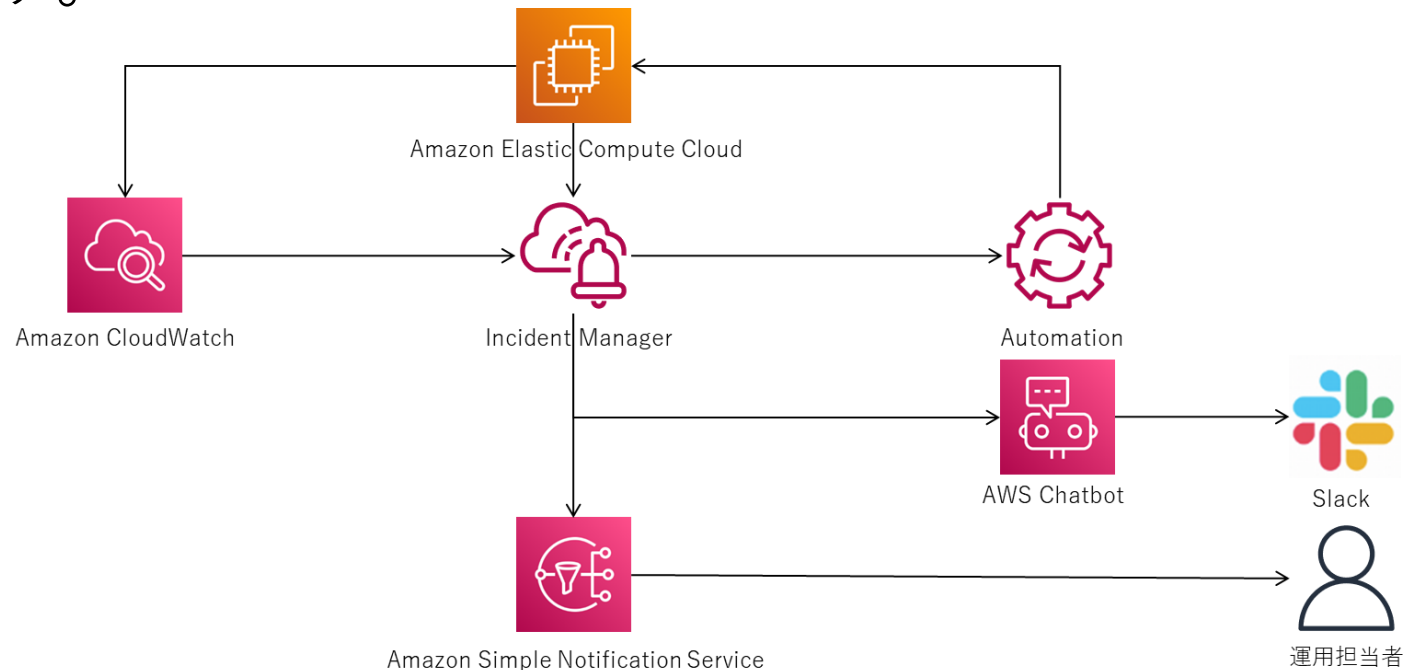 す。
Amazon Elastic Compute Cloud
Amazon CloudWatch
Incident Manager
Automation
AWS Chatbot
Slack
Amazon Simple Notification Service
運用担当者